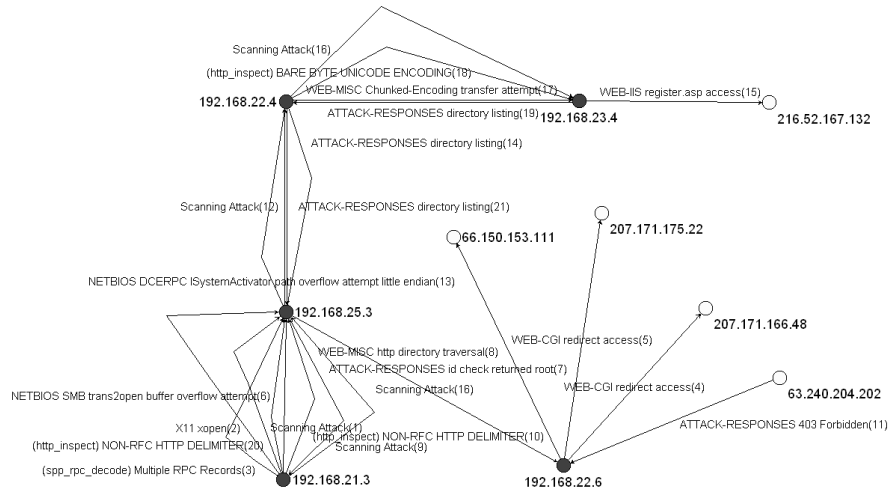 Scanning Attack(16)
(http_inspect) BARE BYTE UNICODE ENCODING(18)
WEB-MISC Chunked-Encoding transfer attempt(17)
WEB-IIS register.asp access(15)
192.168.22.4
ATTACK-RESPONSES directory listing(19)
192.168.23.4
216.52.167.132
ATTACK-RESPONSES directory listing(14)
Scanning Attack(12)
ATTACK-RESPONSES directory listing(21)
66.150.153.111
207.171.175.22
NETBIOS DCERPC ISystemActivator path overflow attempt little endian(13)
192.168.25.3
207.171.166.48
WEB-CGI redirect access(5)
WEB-MISC http directory traversal(8)
ATTACK-RESPONSES id check returned root(7)
Scanning Attack(16)
WEB-CGI redirect access(4)
63.240.204.202
NETBIOS SMB trans2open buffer overflow attempt(6)
ATTACK-RESPONSES 403 Forbidden(11)
X11 xopen(2)
Scanning Attack(1)
(http_inspect) NON-RFC HTTP DELIMITER(10)
(http_inspect) NON-RFC HTTP DELIMITER(20)
Scanning Attack(9)
(spp_rpc_decode) Multiple RPC Records(3)
192.168.21.3
192.168.22.6